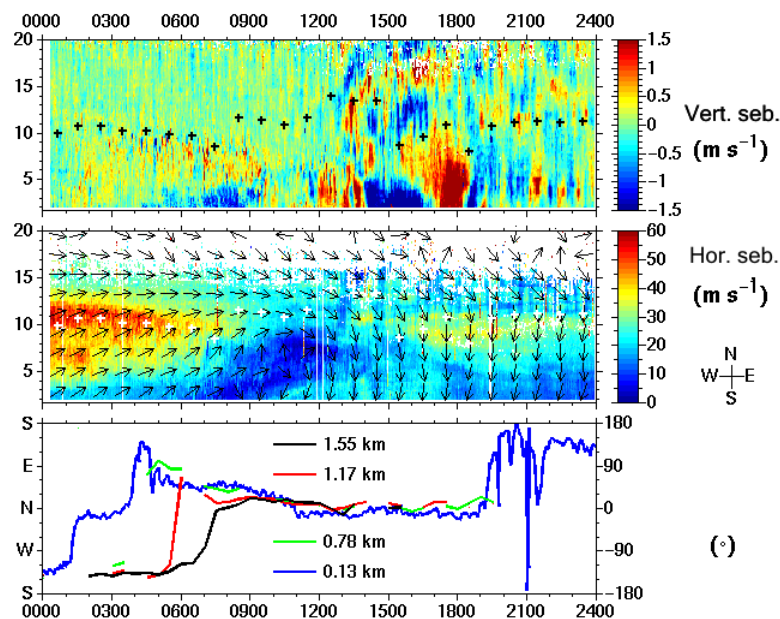 0000 0300 0600 0900 1200 1500 1800 2100 2400
20
15
10
5
1.5
1
0.5
0
−0.5
−1
−1.5
Vert. seb.
(m s⁻¹)
20
15
10
5
60
50
40
30
20
10
0
Hor. seb.
(m s⁻¹)
N
W E
S
S
E
N
W
S
180
90
0
−90
−180
1.55 km
1.17 km
0.78 km
0.13 km
(°)
0000 0300 0600 0900 1200 1500 1800 2100 2400